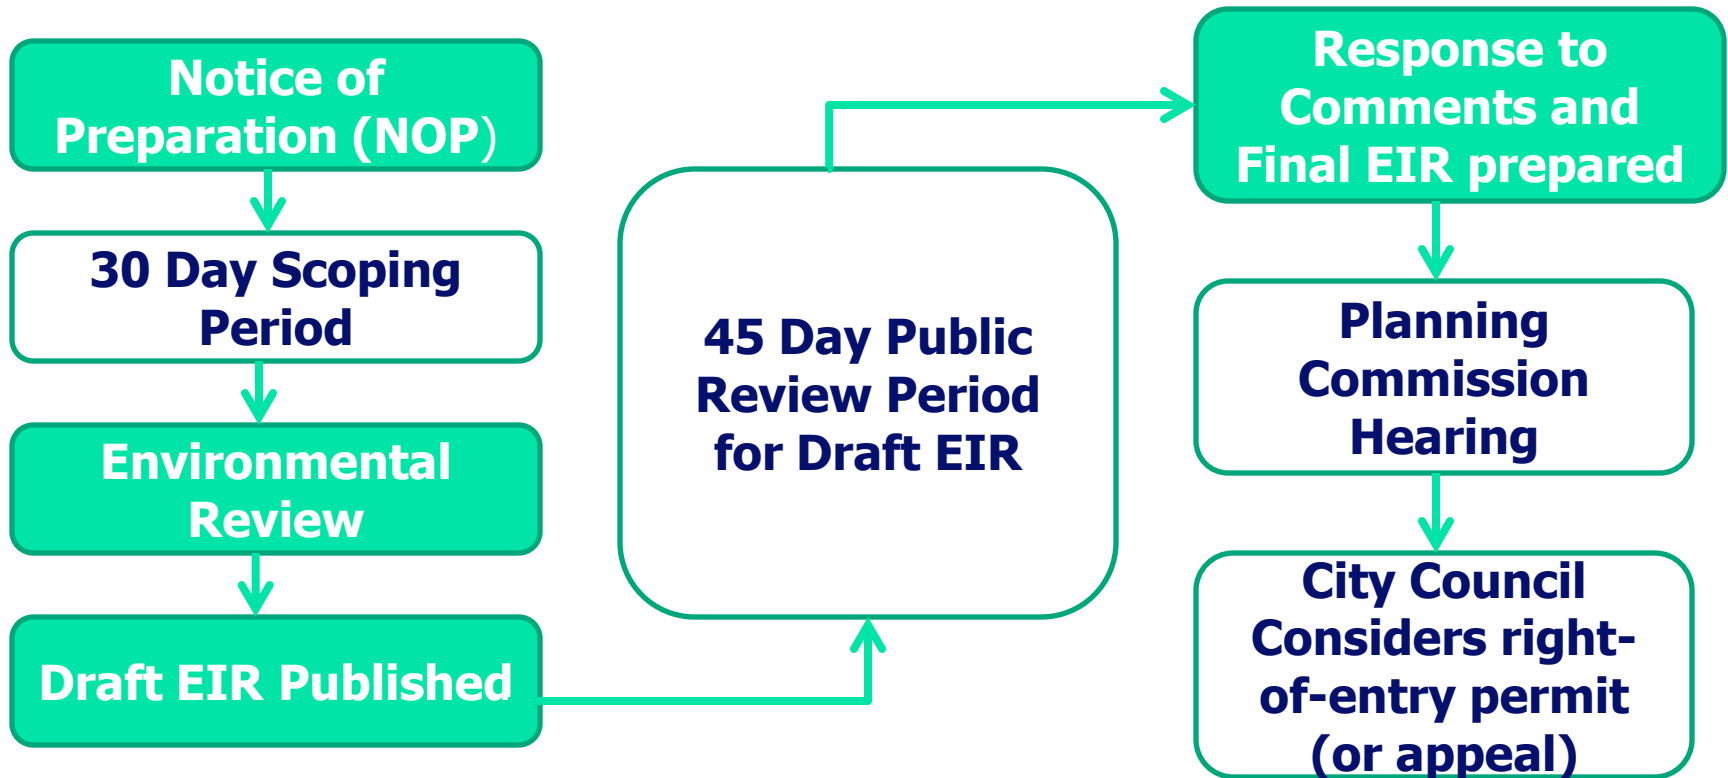 Notice of
Preparation (NOP)
30 Day Scoping
Period
Environmental
Review
Draft EIR Published
45 Day Public
Review Period
for Draft EIR
Response to
Comments and
Final EIR prepared
Planning
Commission
Hearing
City Council
Considers right-
of-entry permit
(or appeal)